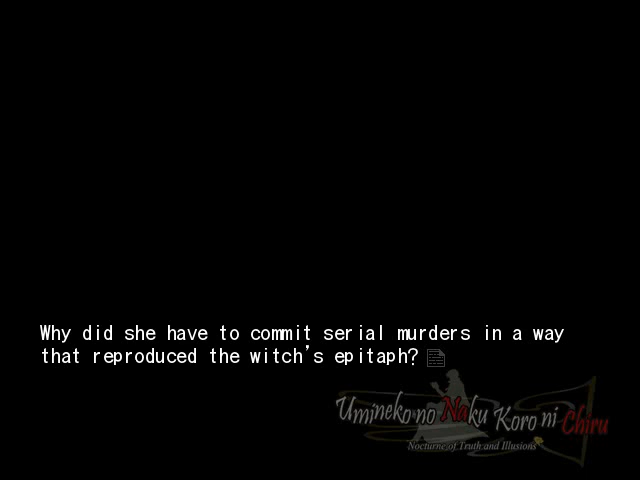 Why did she have to commit serial murders in a way
that reproduced the witch's epitaph?
Umineko no Naku Koro ni Chiru
Nocturne of Truth and Illusions